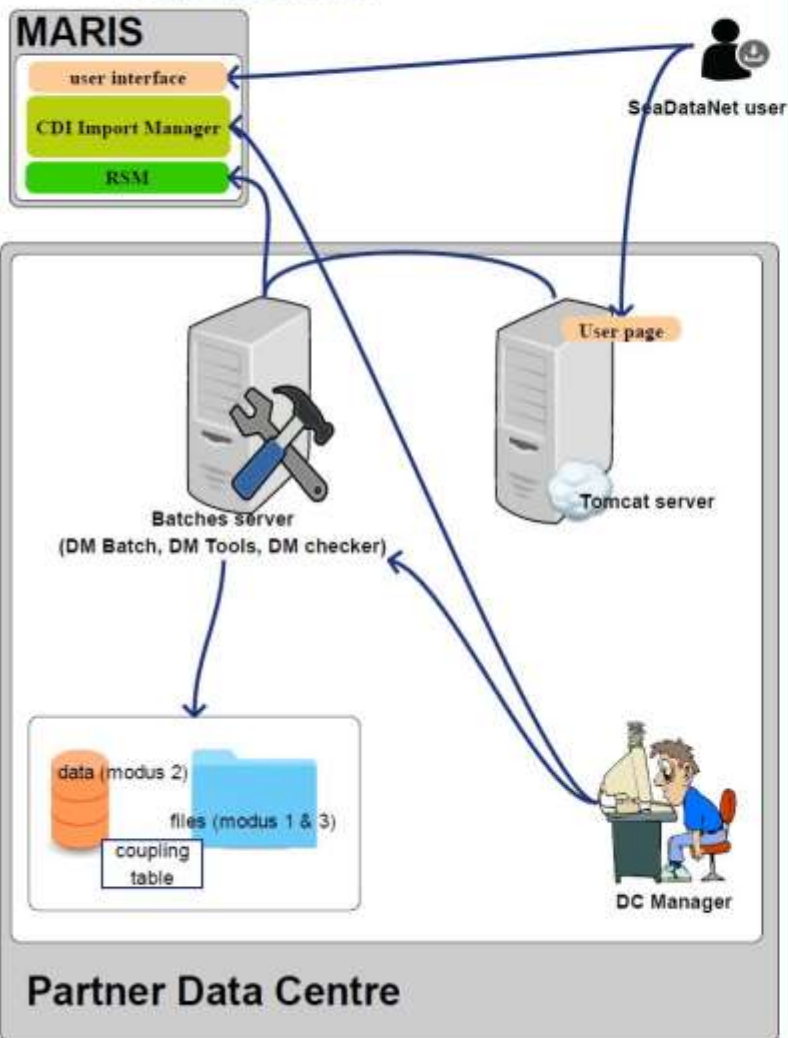 MARIS
user interface
CDI Import Manager
RSM
SeaDataNet user
User page
Tomcat server
Batches server
(DM Batch, DM Tools, DM checker)
data (modus 2)
files (modus 1 & 3)
coupling
table
DC Manager
Partner Data Centre